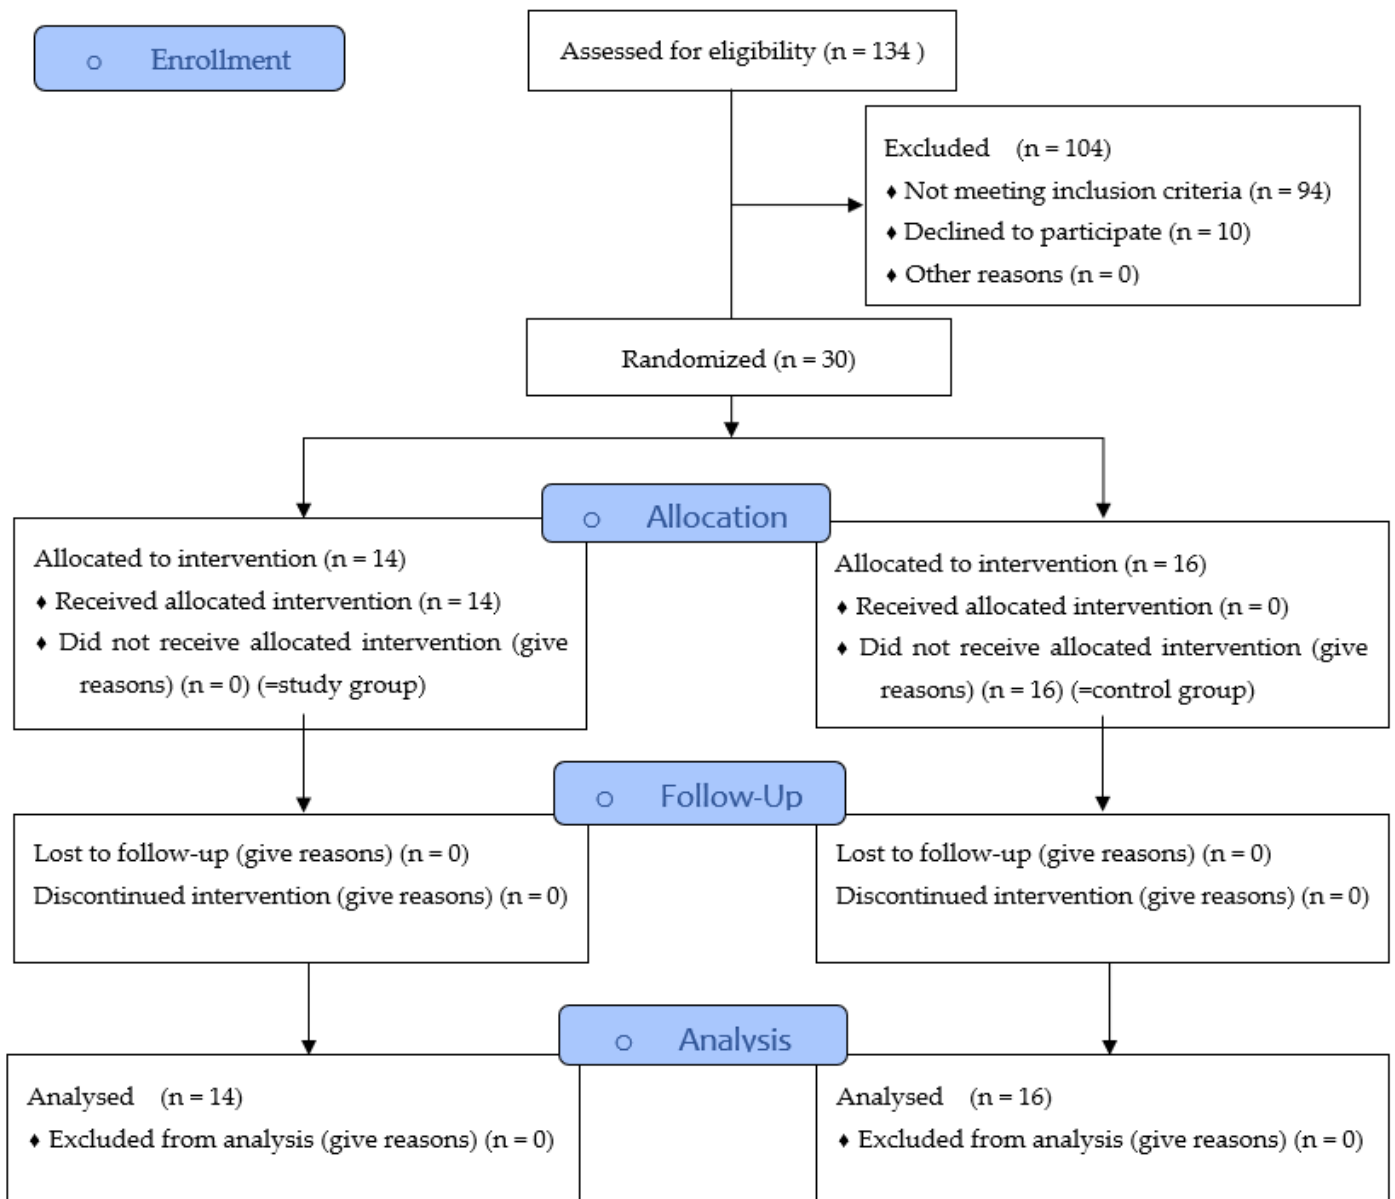 ○ Enrollment
Assessed for eligibility (n = 134 )
Excluded (n = 104)
♦ Not meeting inclusion criteria (n = 94)
♦ Declined to participate (n = 10)
♦ Other reasons (n = 0)
Randomized (n = 30)
○ Allocation
Allocated to intervention (n = 14)
♦ Received allocated intervention (n = 14)
♦ Did not receive allocated intervention (give
reasons) (n = 0) (=study group)
Allocated to intervention (n = 16)
♦ Received allocated intervention (n = 0)
♦ Did not receive allocated intervention (give
reasons) (n = 16) (=control group)
○ Follow-Up
Lost to follow-up (give reasons) (n = 0)
Discontinued intervention (give reasons) (n = 0)
Lost to follow-up (give reasons) (n = 0)
Discontinued intervention (give reasons) (n = 0)
○ Analysis
Analysed (n = 14)
♦ Excluded from analysis (give reasons) (n = 0)
Analysed (n = 16)
♦ Excluded from analysis (give reasons) (n = 0)